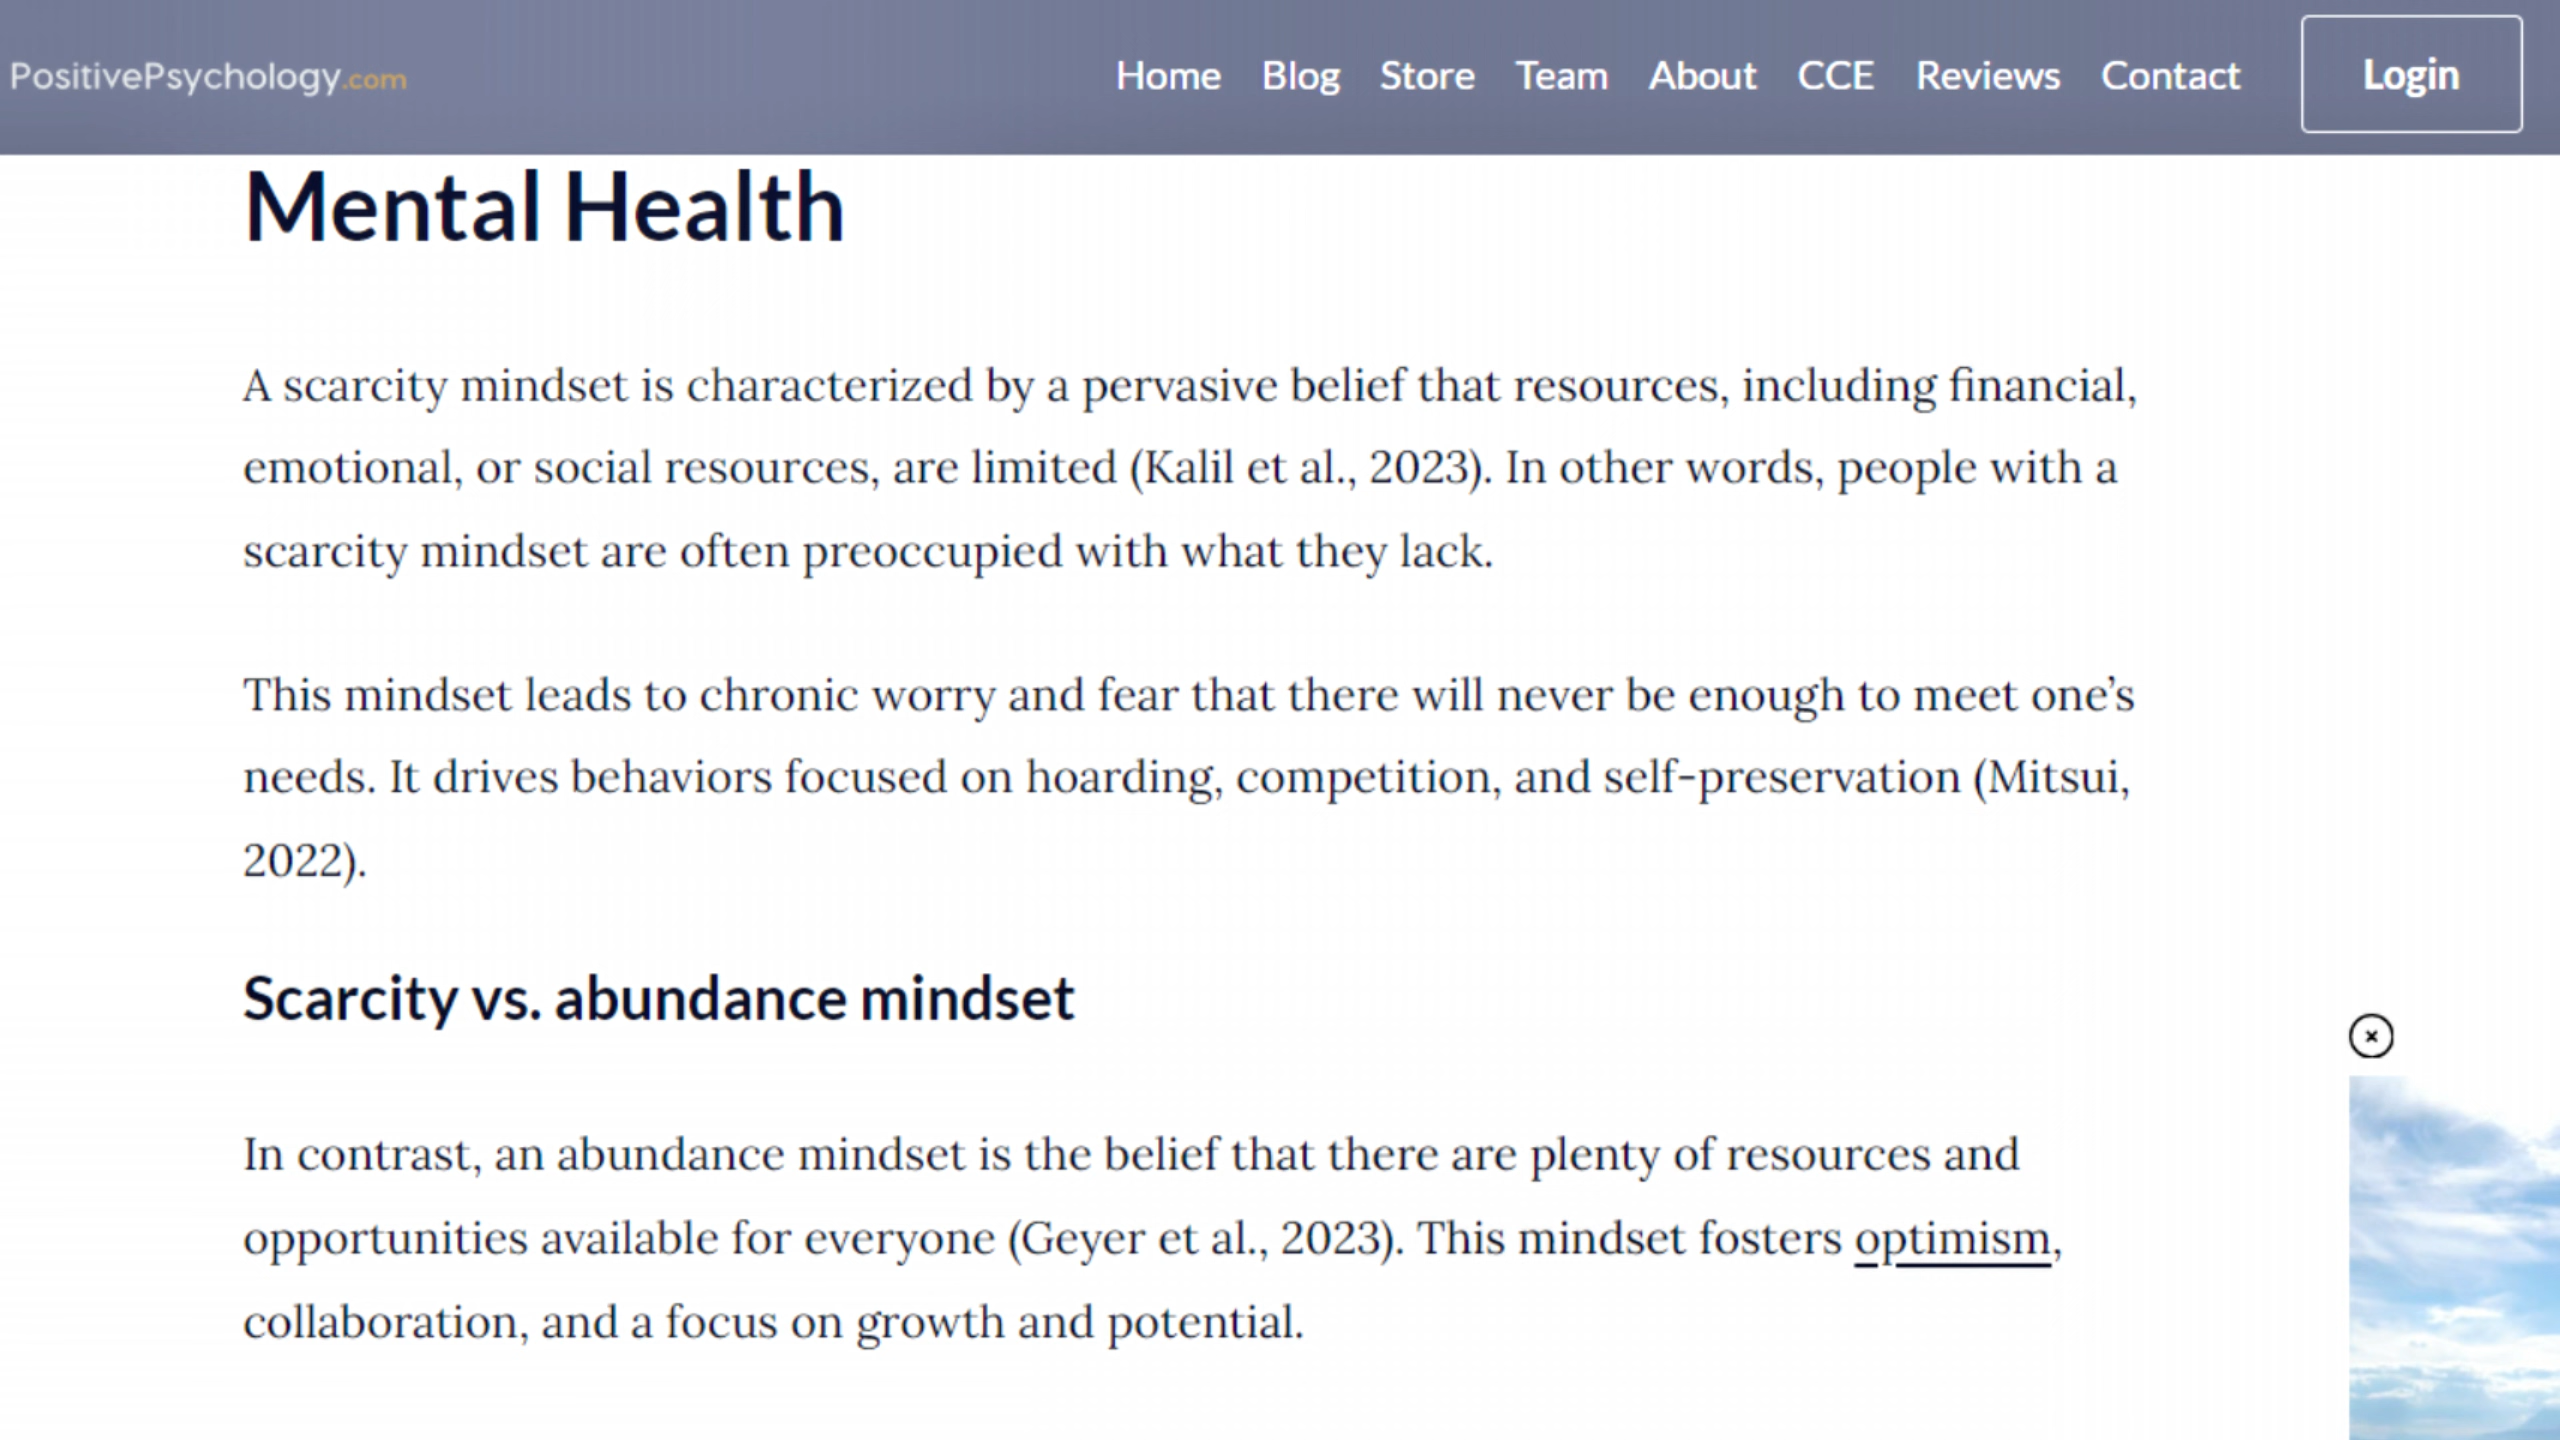 PositivePsychology.com
Home Blog Store Team About CCE Reviews Contact Login
Mental Health
A scarcity mindset is characterized by a pervasive belief that resources, including financial,
emotional, or social resources, are limited (Kalil et al., 2023). In other words, people with a
scarcity mindset are often preoccupied with what they lack.
This mindset leads to chronic worry and fear that there will never be enough to meet one’s
needs. It drives behaviors focused on hoarding, competition, and self-preservation (Mitsui,
2022).
Scarcity vs. abundance mindset
In contrast, an abundance mindset is the belief that there are plenty of resources and
opportunities available for everyone (Geyer et al., 2023). This mindset fosters optimism,
collaboration, and a focus on growth and potential.